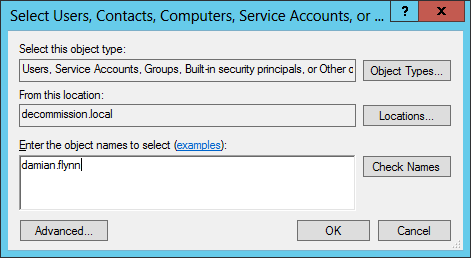 Select Users, Contacts, Computers, Service Accounts, or ...
?
Select this object type:
Users, Service Accounts, Groups, Built-in security principals, or Other
Object Types...
From this location:
decommission.local
Locations...
Enter the object names to select (examples):
damian.flynn
Check Names
Advanced...
OK
Cancel